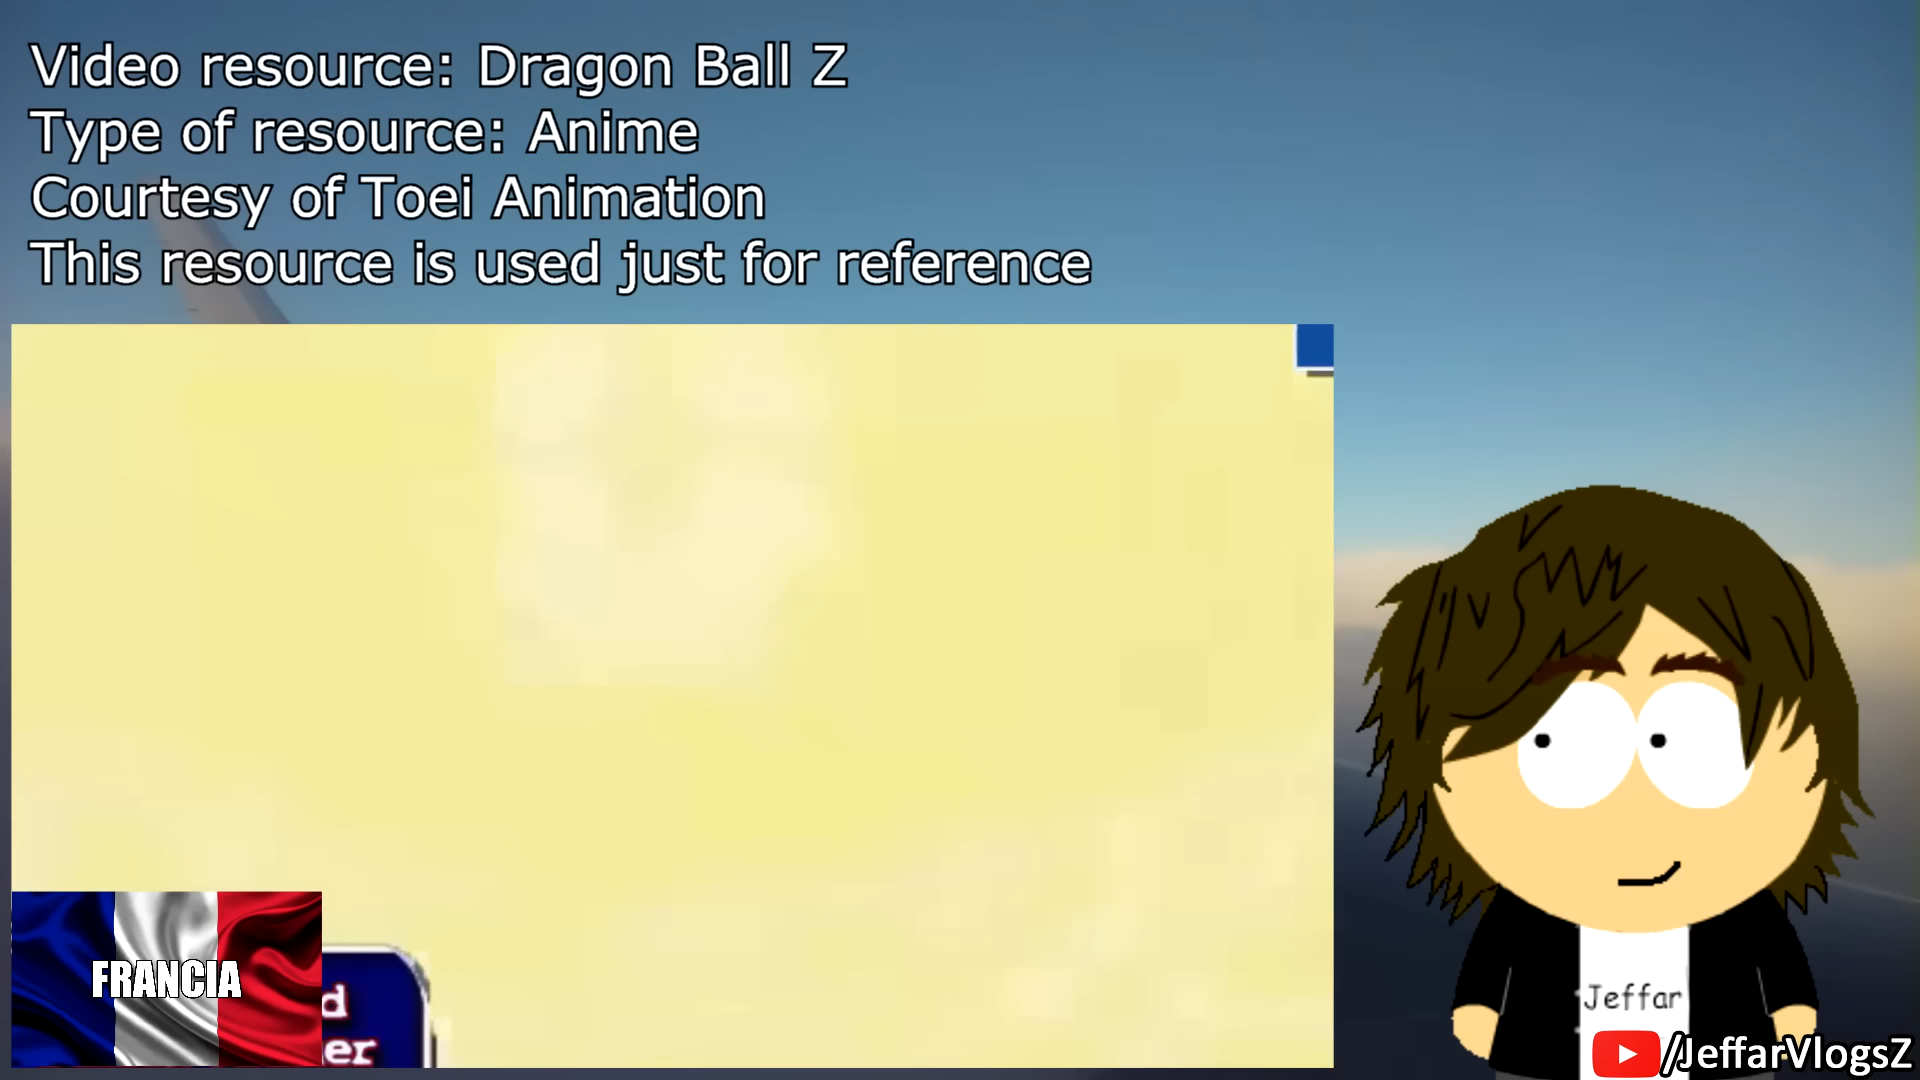 Video resource: Dragon Ball Z
Type of resource: Anime
Courtesy of Toei Animation
This resource is used just for reference
FRANCIA
d
er
Jeffar
/JeffarVlogsZ